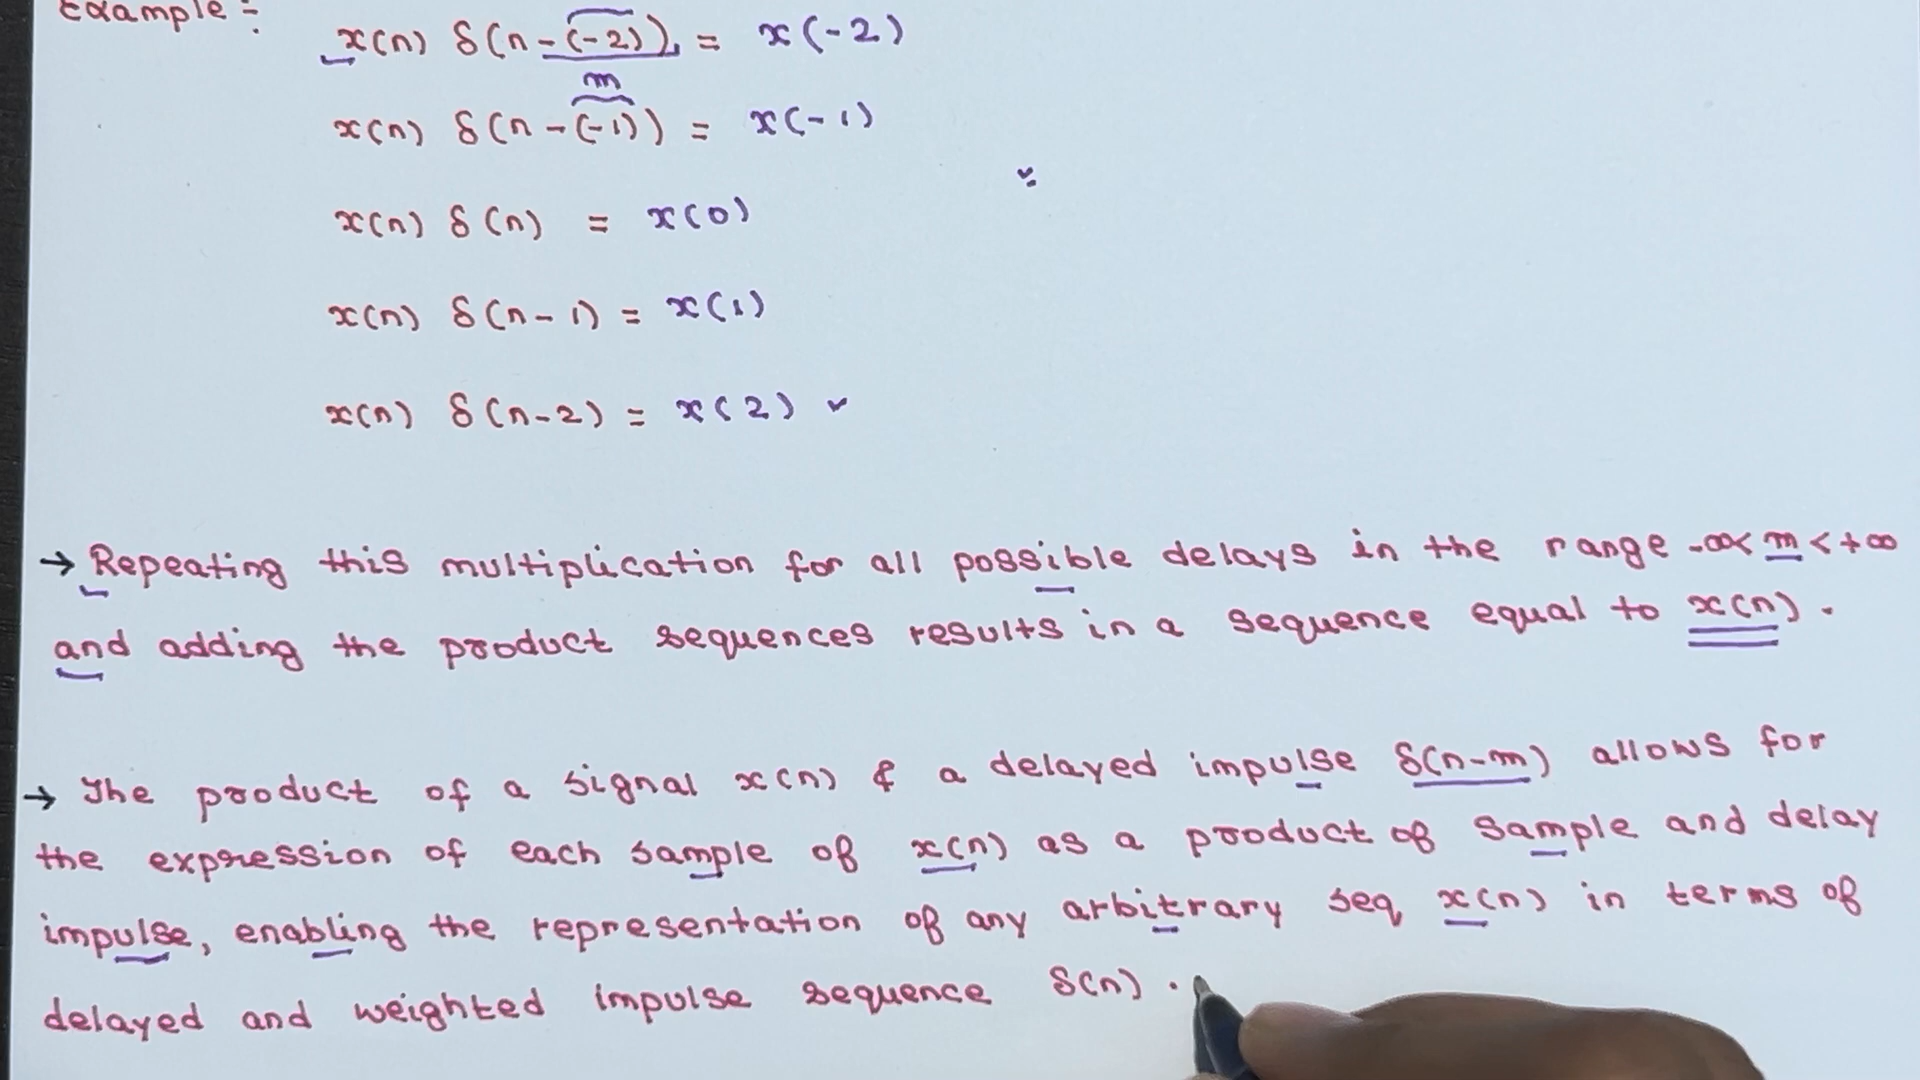 Example :-
x(n) δ(n-(-2)) = x(-2)
m
x(n) δ(n-(-1)) = x(-1)
x(n) δ(n) = x(0)
x(n) δ(n-1) = x(1)
x(n) δ(n-2) = x(2)
→ Repeating this multiplication for all possible delays in the range -∞ < m < +∞
and adding the product sequences results in a sequence equal to x(n).
→ The product of a signal x(n) & a delayed impulse δ(n-m) allows for
the expression of each sample of x(n) as a product of sample and delay
impulse, enabling the representation of any arbitrary seq x(n) in terms of
delayed and weighted impulse sequence δ(n).